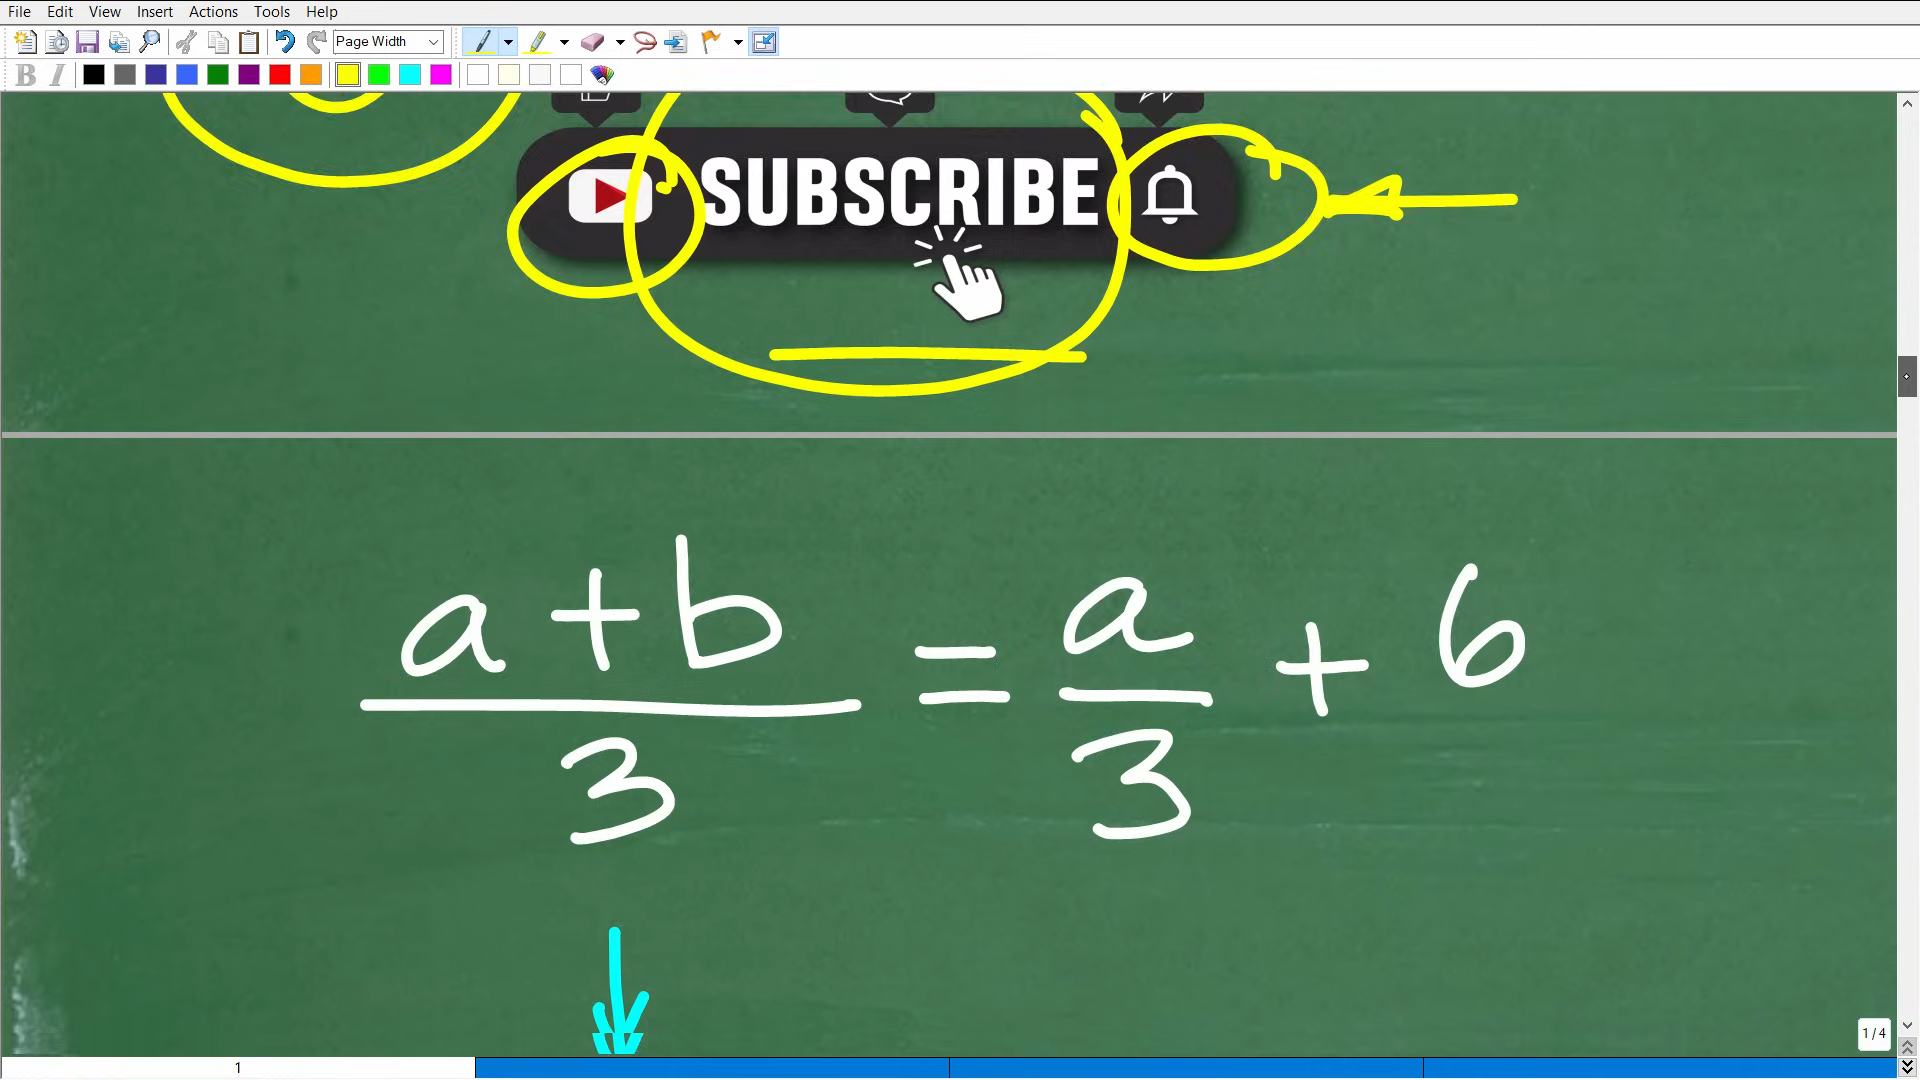 File Edit View Insert Actions Tools Help
Page Width
B I
SUBSCRIBE
a + b / 3 = a / 3 + 6
1 / 4
1